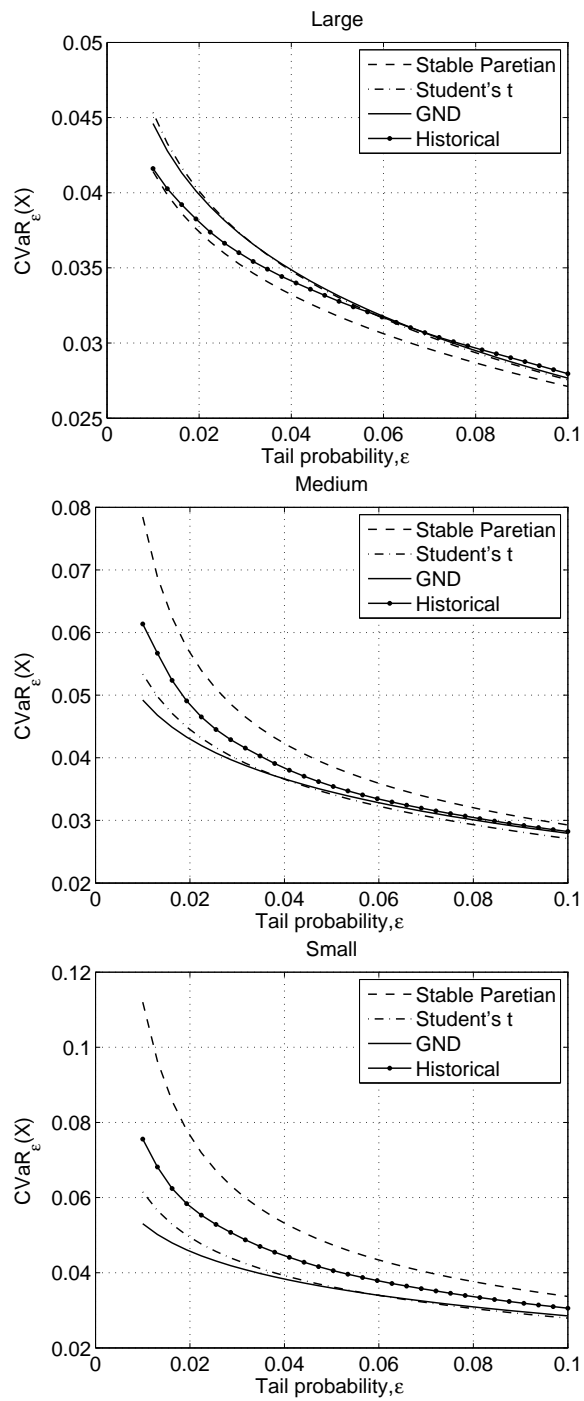 Large
0.05
0.045
0.04
0.035
0.03
0.025
CVaRε(X)
0
0.02
0.04
0.06
0.08
0.1
Tail probability,ε
Stable Paretian
Student's t
GND
Historical
Medium
0.08
0.07
0.06
0.05
0.04
0.03
0.02
CVaRε(X)
0
0.02
0.04
0.06
0.08
0.1
Tail probability,ε
Stable Paretian
Student's t
GND
Historical
Small
0.12
0.1
0.08
0.06
0.04
0.02
CVaRε(X)
0
0.02
0.04
0.06
0.08
0.1
Tail probability,ε
Stable Paretian
Student's t
GND
Historical